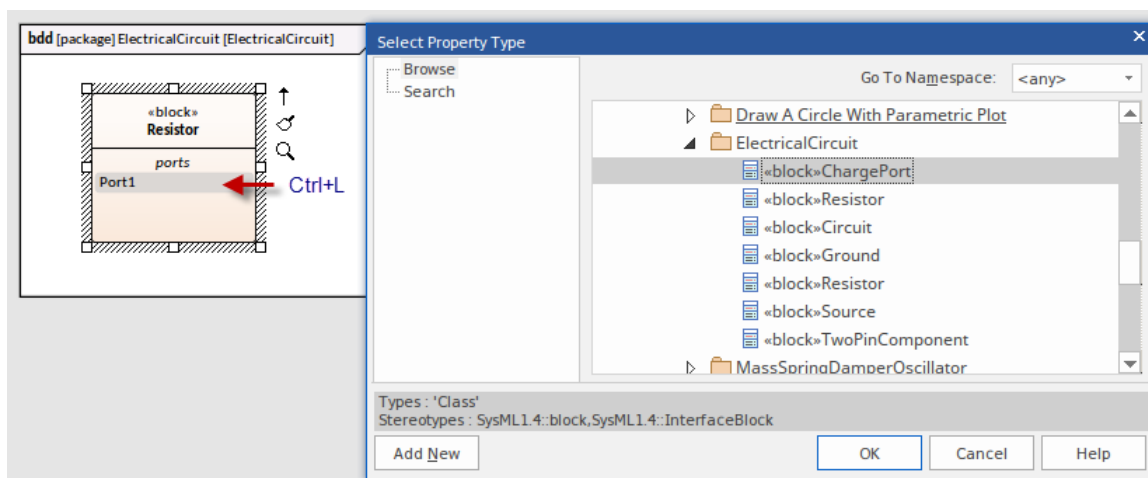 bdd [package] ElectricalCircuit [ElectricalCircuit]
«block»
Resistor
ports
Port1
Ctrl+L
Select Property Type
Browse
Search
Go To Namespace:
<any>
Draw A Circle With Parametric Plot
ElectricalCircuit
«block»ChargePort
«block»Resistor
«block»Circuit
«block»Ground
«block»Resistor
«block»Source
«block»TwoPinComponent
MassSpringDamperOscillator
Types : 'Class'
Stereotypes : SysML1.4::block,SysML1.4::InterfaceBlock
Add New
OK
Cancel
Help